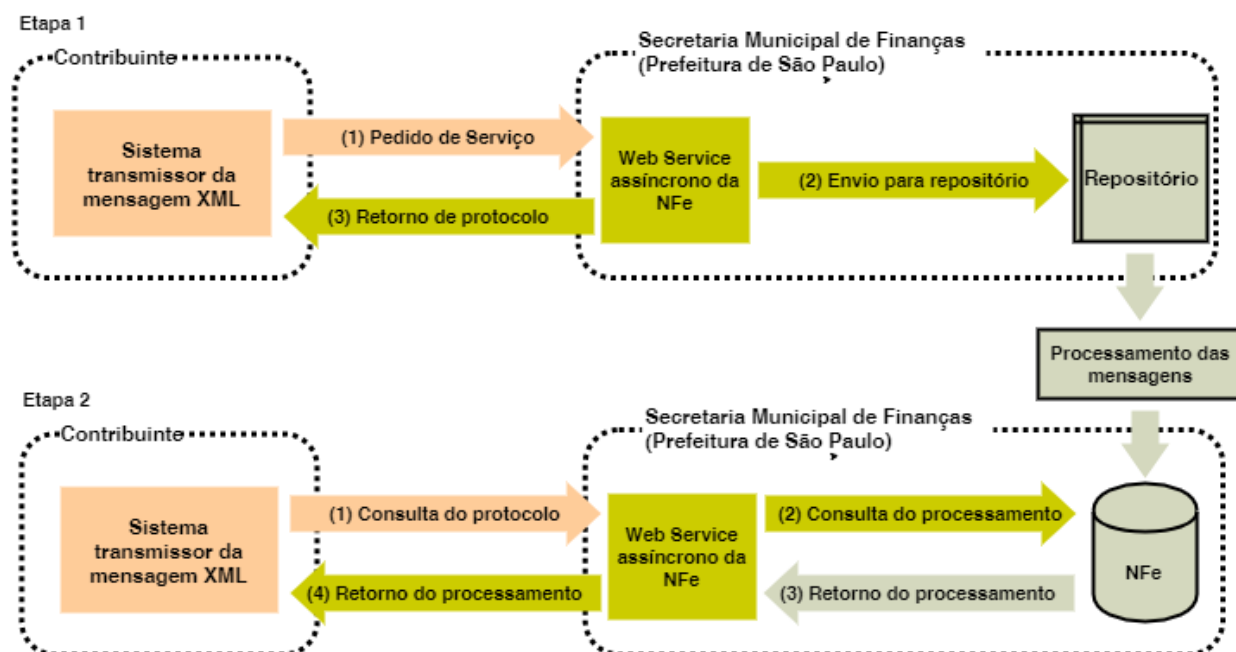 Etapa 1
Contribuinte
Secretaria Municipal de Finanças
(Prefeitura de São Paulo)
Sistema
transmissor da
mensagem XML
(1) Pedido de Serviço
(3) Retorno de protocolo
Web Service
assíncrono da
NFe
(2) Envio para repositório
Repositório
Processamento das
mensagens
Etapa 2
Contribuinte
Secretaria Municipal de Finanças
(Prefeitura de São Paulo)
Sistema
transmissor da
mensagem XML
(1) Consulta do protocolo
(4) Retorno do processamento
Web Service
assíncrono da
NFe
(2) Consulta do processamento
(3) Retorno do processamento
NFe